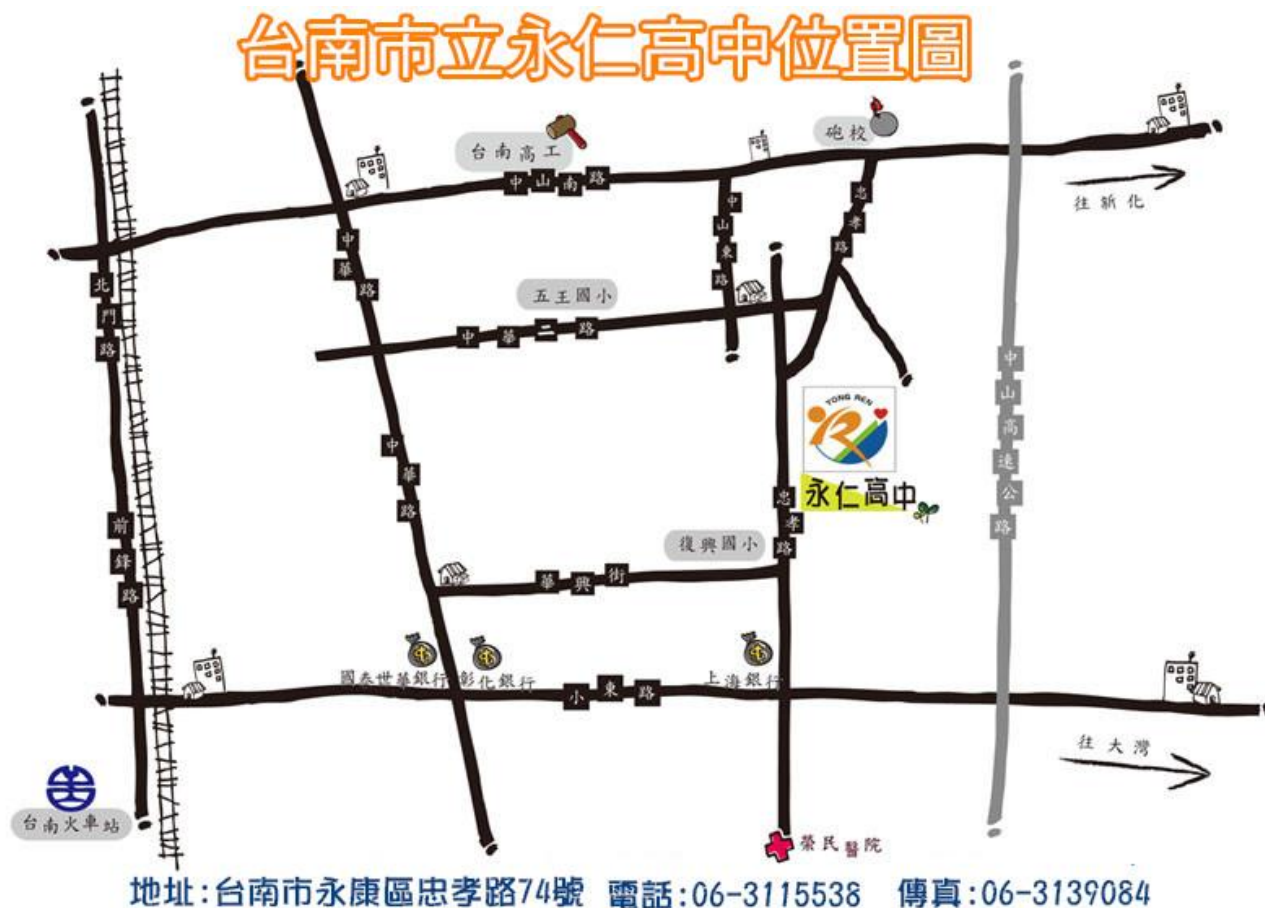 台南市立永仁高中位置圖
砲校
台南高工
中山南路
往新化
中山東路
忠孝路
中華路
北門路
五王國小
中華二路
中山高速公路
YONG REN
永仁高中
中華路
忠孝路
前鋒路
復興國小
華興街
國泰世華銀行
彰化銀行
上海銀行
小東路
往大灣
台南火車站
榮民醫院
地址:台南市永康區忠孝路74號 電話:06-3115538 傳真:06-3139084